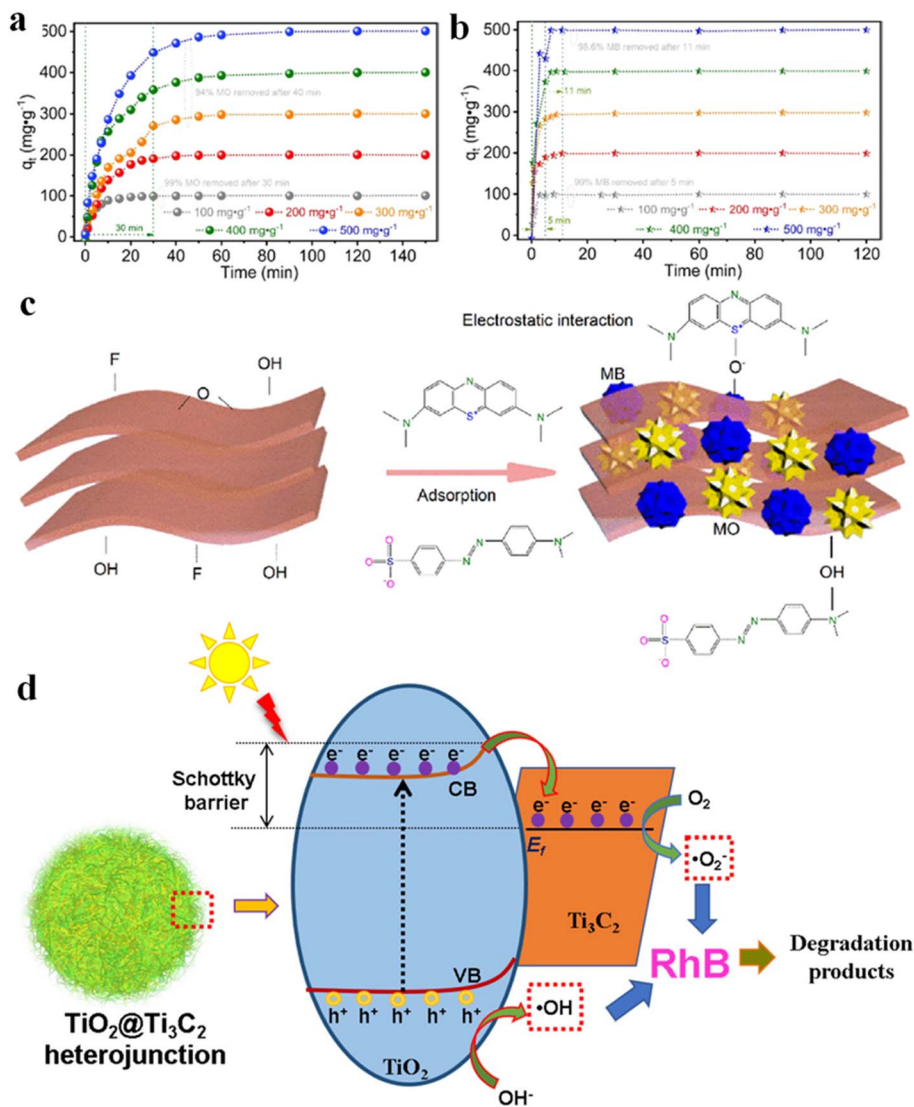 a
500
400
300
200
100
0
qt (mg•g-1)
94% MO removed after 40 min
99% MO removed after 30 min
100 mg•g-1 200 mg•g-1 300 mg•g-1
400 mg•g-1 500 mg•g-1
30 min
0 20 40 60 80 100 120 140
Time (min)
b
500
400
300
200
100
0
qt (mg•g-1)
98.6% MB removed after 11 min
11 min
99% MB removed after 5 min
100 mg•g-1 200 mg•g-1 300 mg•g-1
400 mg•g-1 500 mg•g-1
5 min
0 20 40 60 80 100 120
Time (min)
c
F
O
OH
OH
F
OH
N
N
S+
N
Adsorption
O
O
S
O-
N
N
N
Electrostatic interaction
N
N
S+
N
O-
MB
MO
OH
O
O
S
O-
N
N
N
d
Schottky
barrier
e- e- e- e- e-
CB
e- e- e- e-
Ef
O2
•O2-
Ti3C2
RhB
Degradation
products
VB
h+ h+ h+ h+ h+
•OH
TiO2
OH-
TiO2@Ti3C2
heterojunction